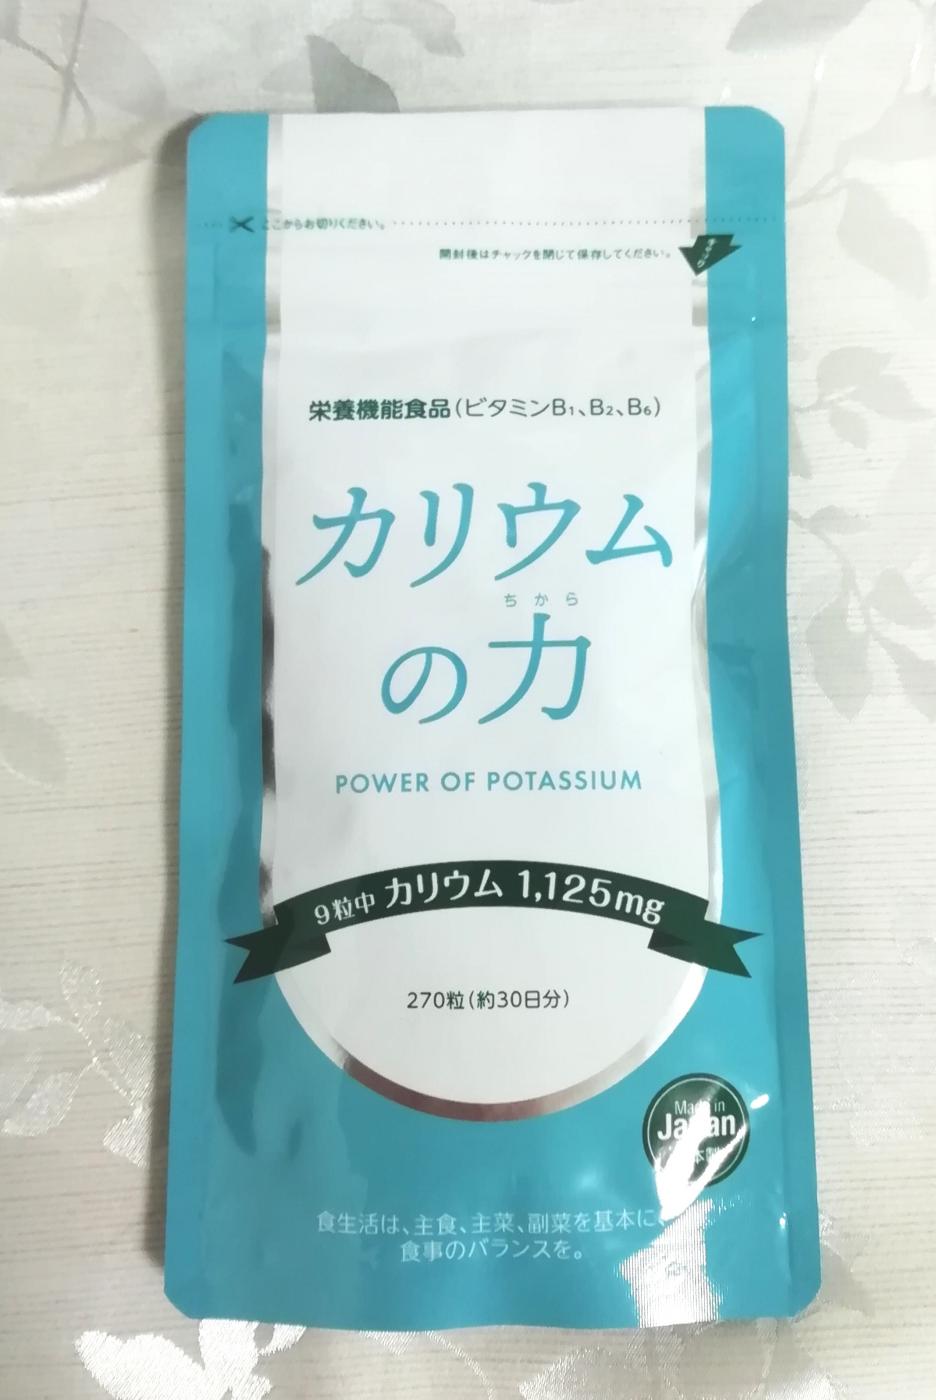 ここからお切りください。
開封後はチャックを閉じて保存してください。
栄養機能食品(ビタミンB₁、B₂、B₆)
カリウム
ちから
の力
POWER OF POTASSIUM
9粒中 カリウム 1,125mg
270粒(約30日分)
Made in
Japan
食生活は、主食、主菜、副菜を基本に、
食事のバランスを。